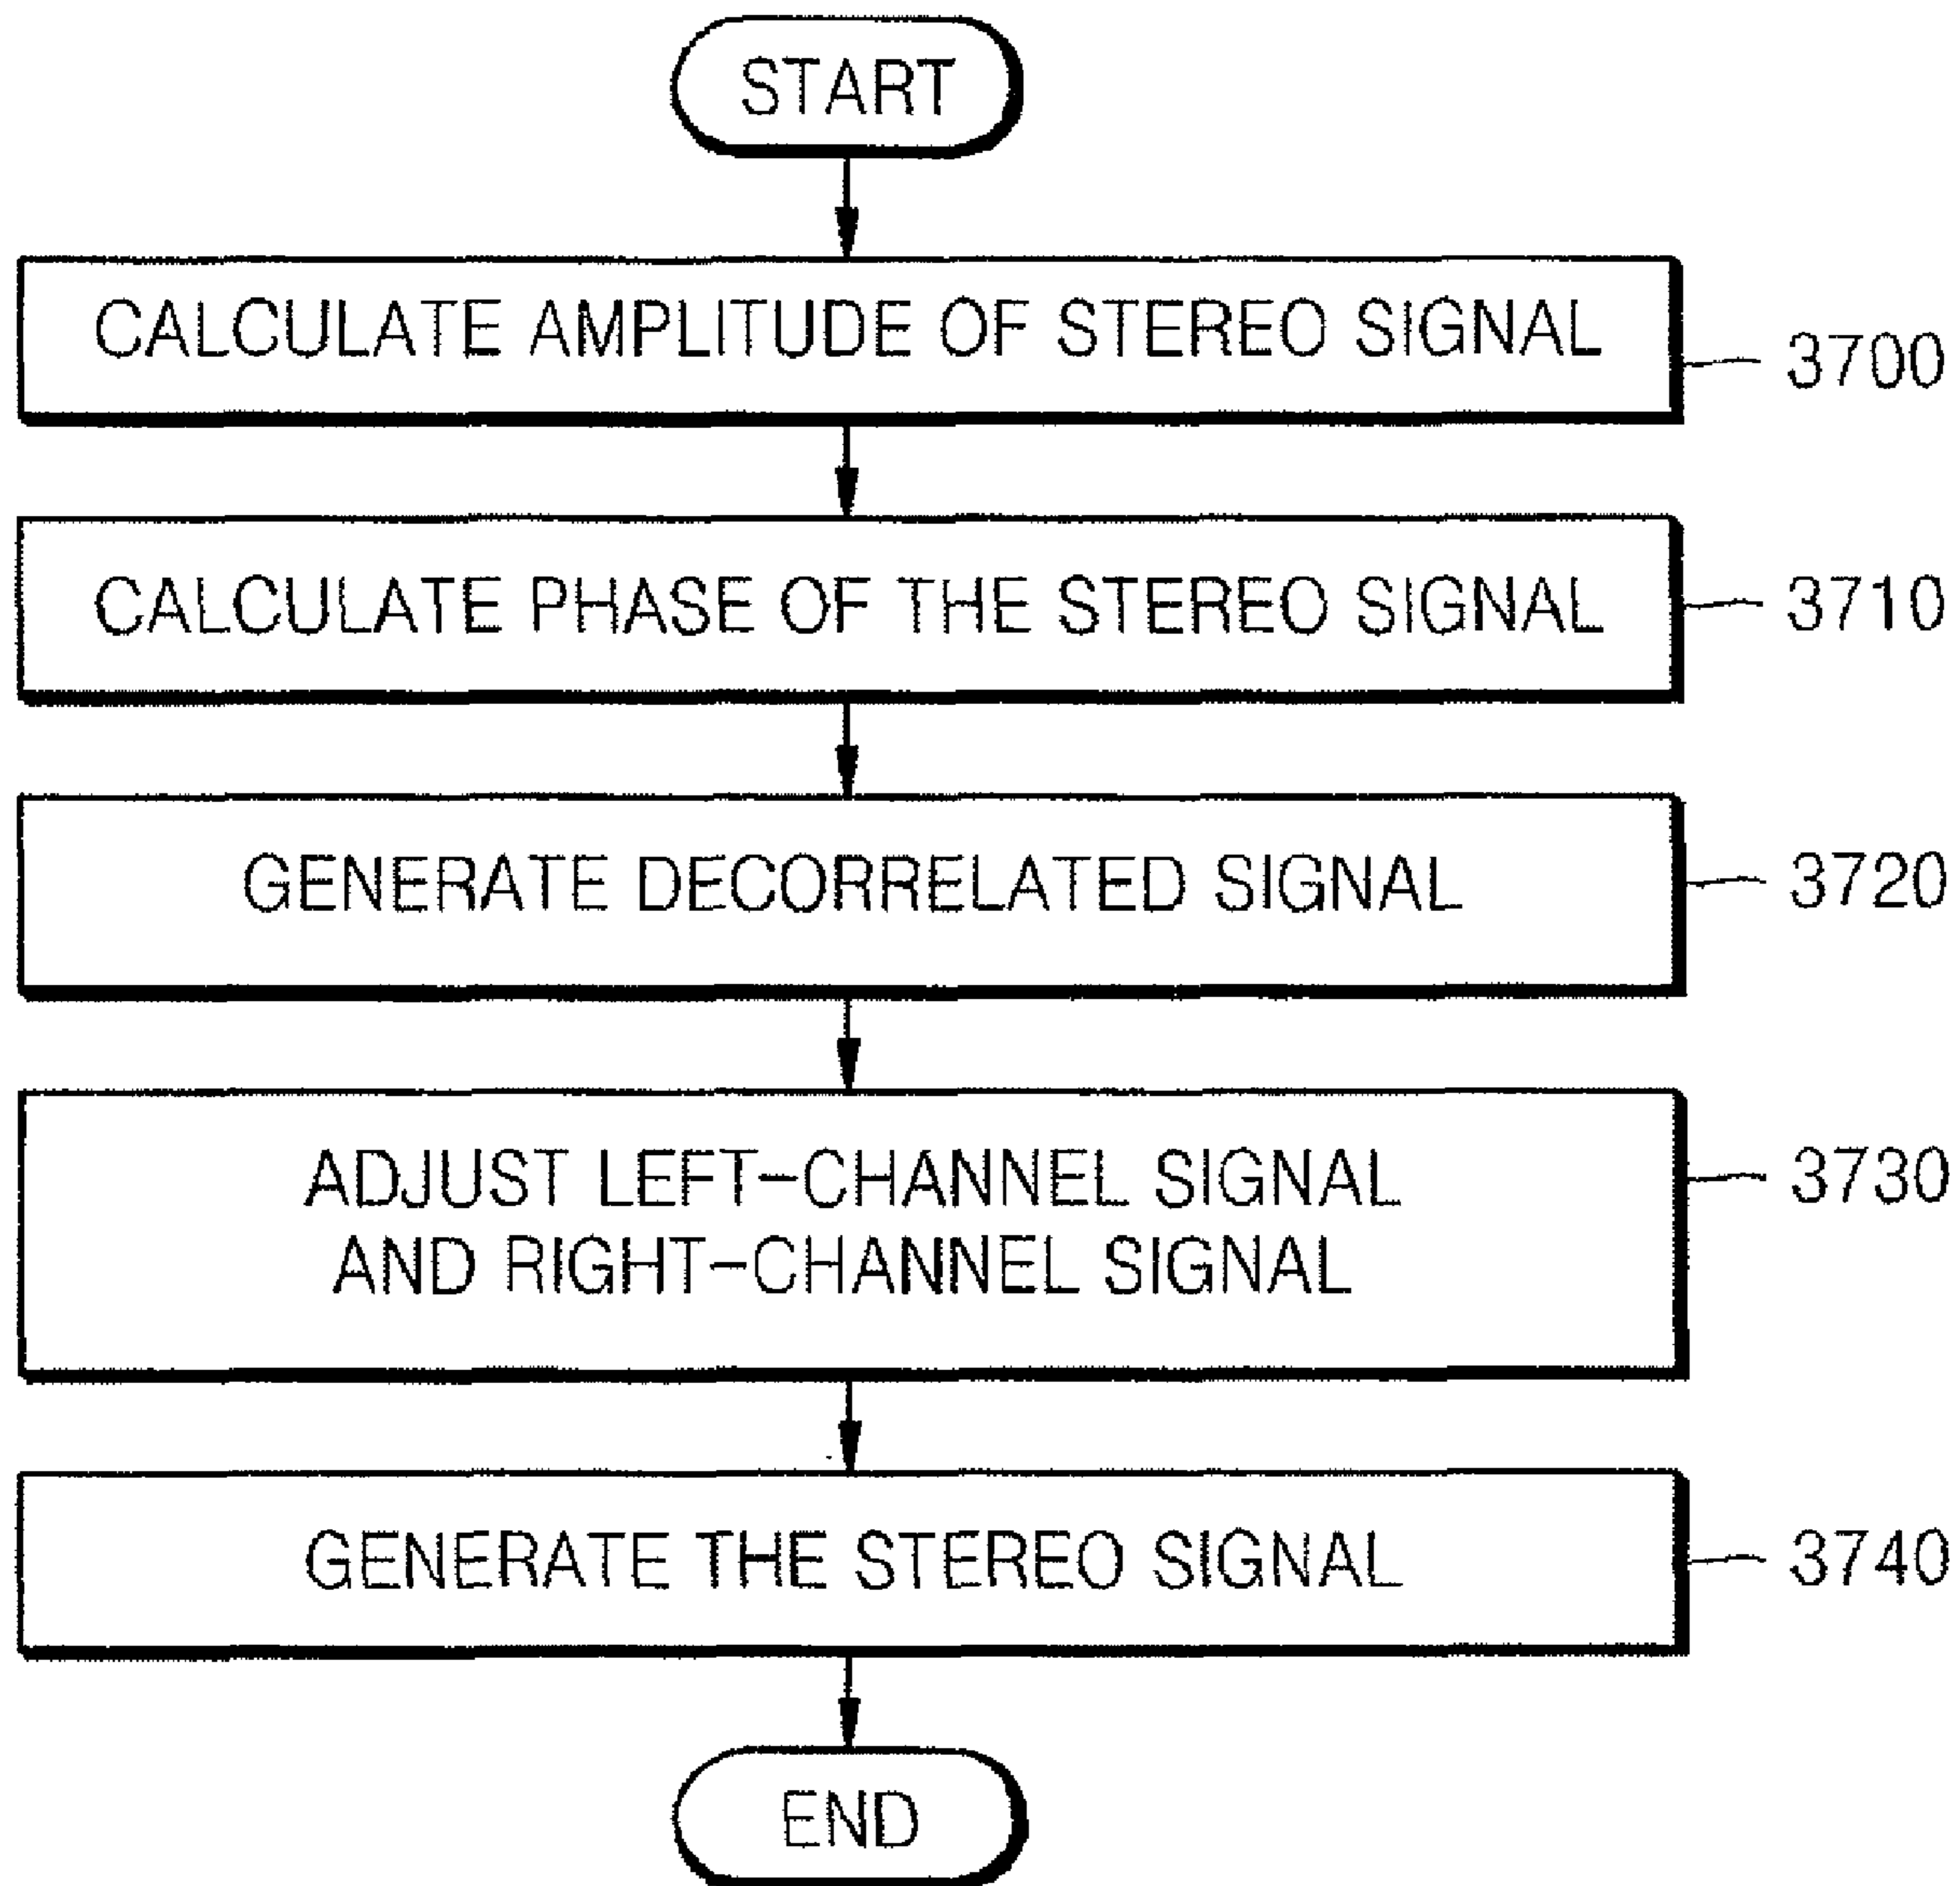 START
CALCULATE AMPLITUDE OF STEREO SIGNAL
3700
CALCULATE PHASE OF THE STEREO SIGNAL
3710
GENERATE DECORRELATED SIGNAL
3720
ADJUST LEFT-CHANNEL SIGNAL
AND RIGHT-CHANNEL SIGNAL
3730
GENERATE THE STEREO SIGNAL
3740
END